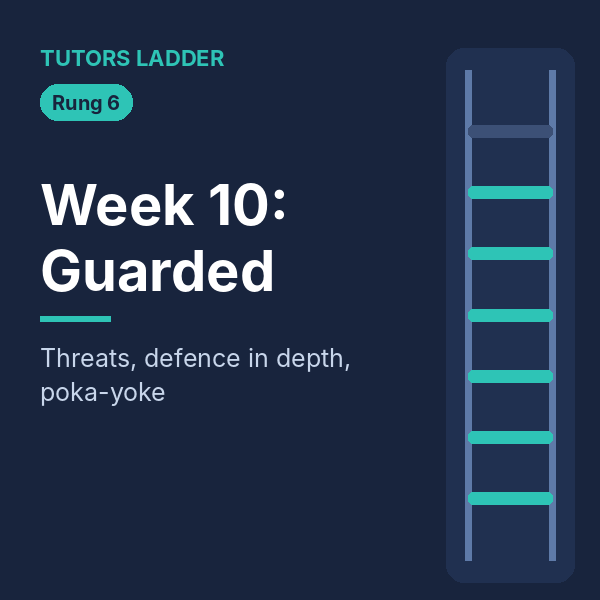 TUTORS LADDER
Rung 6
Week 10:
Guarded
Threats, defence in depth,
poka-yoke